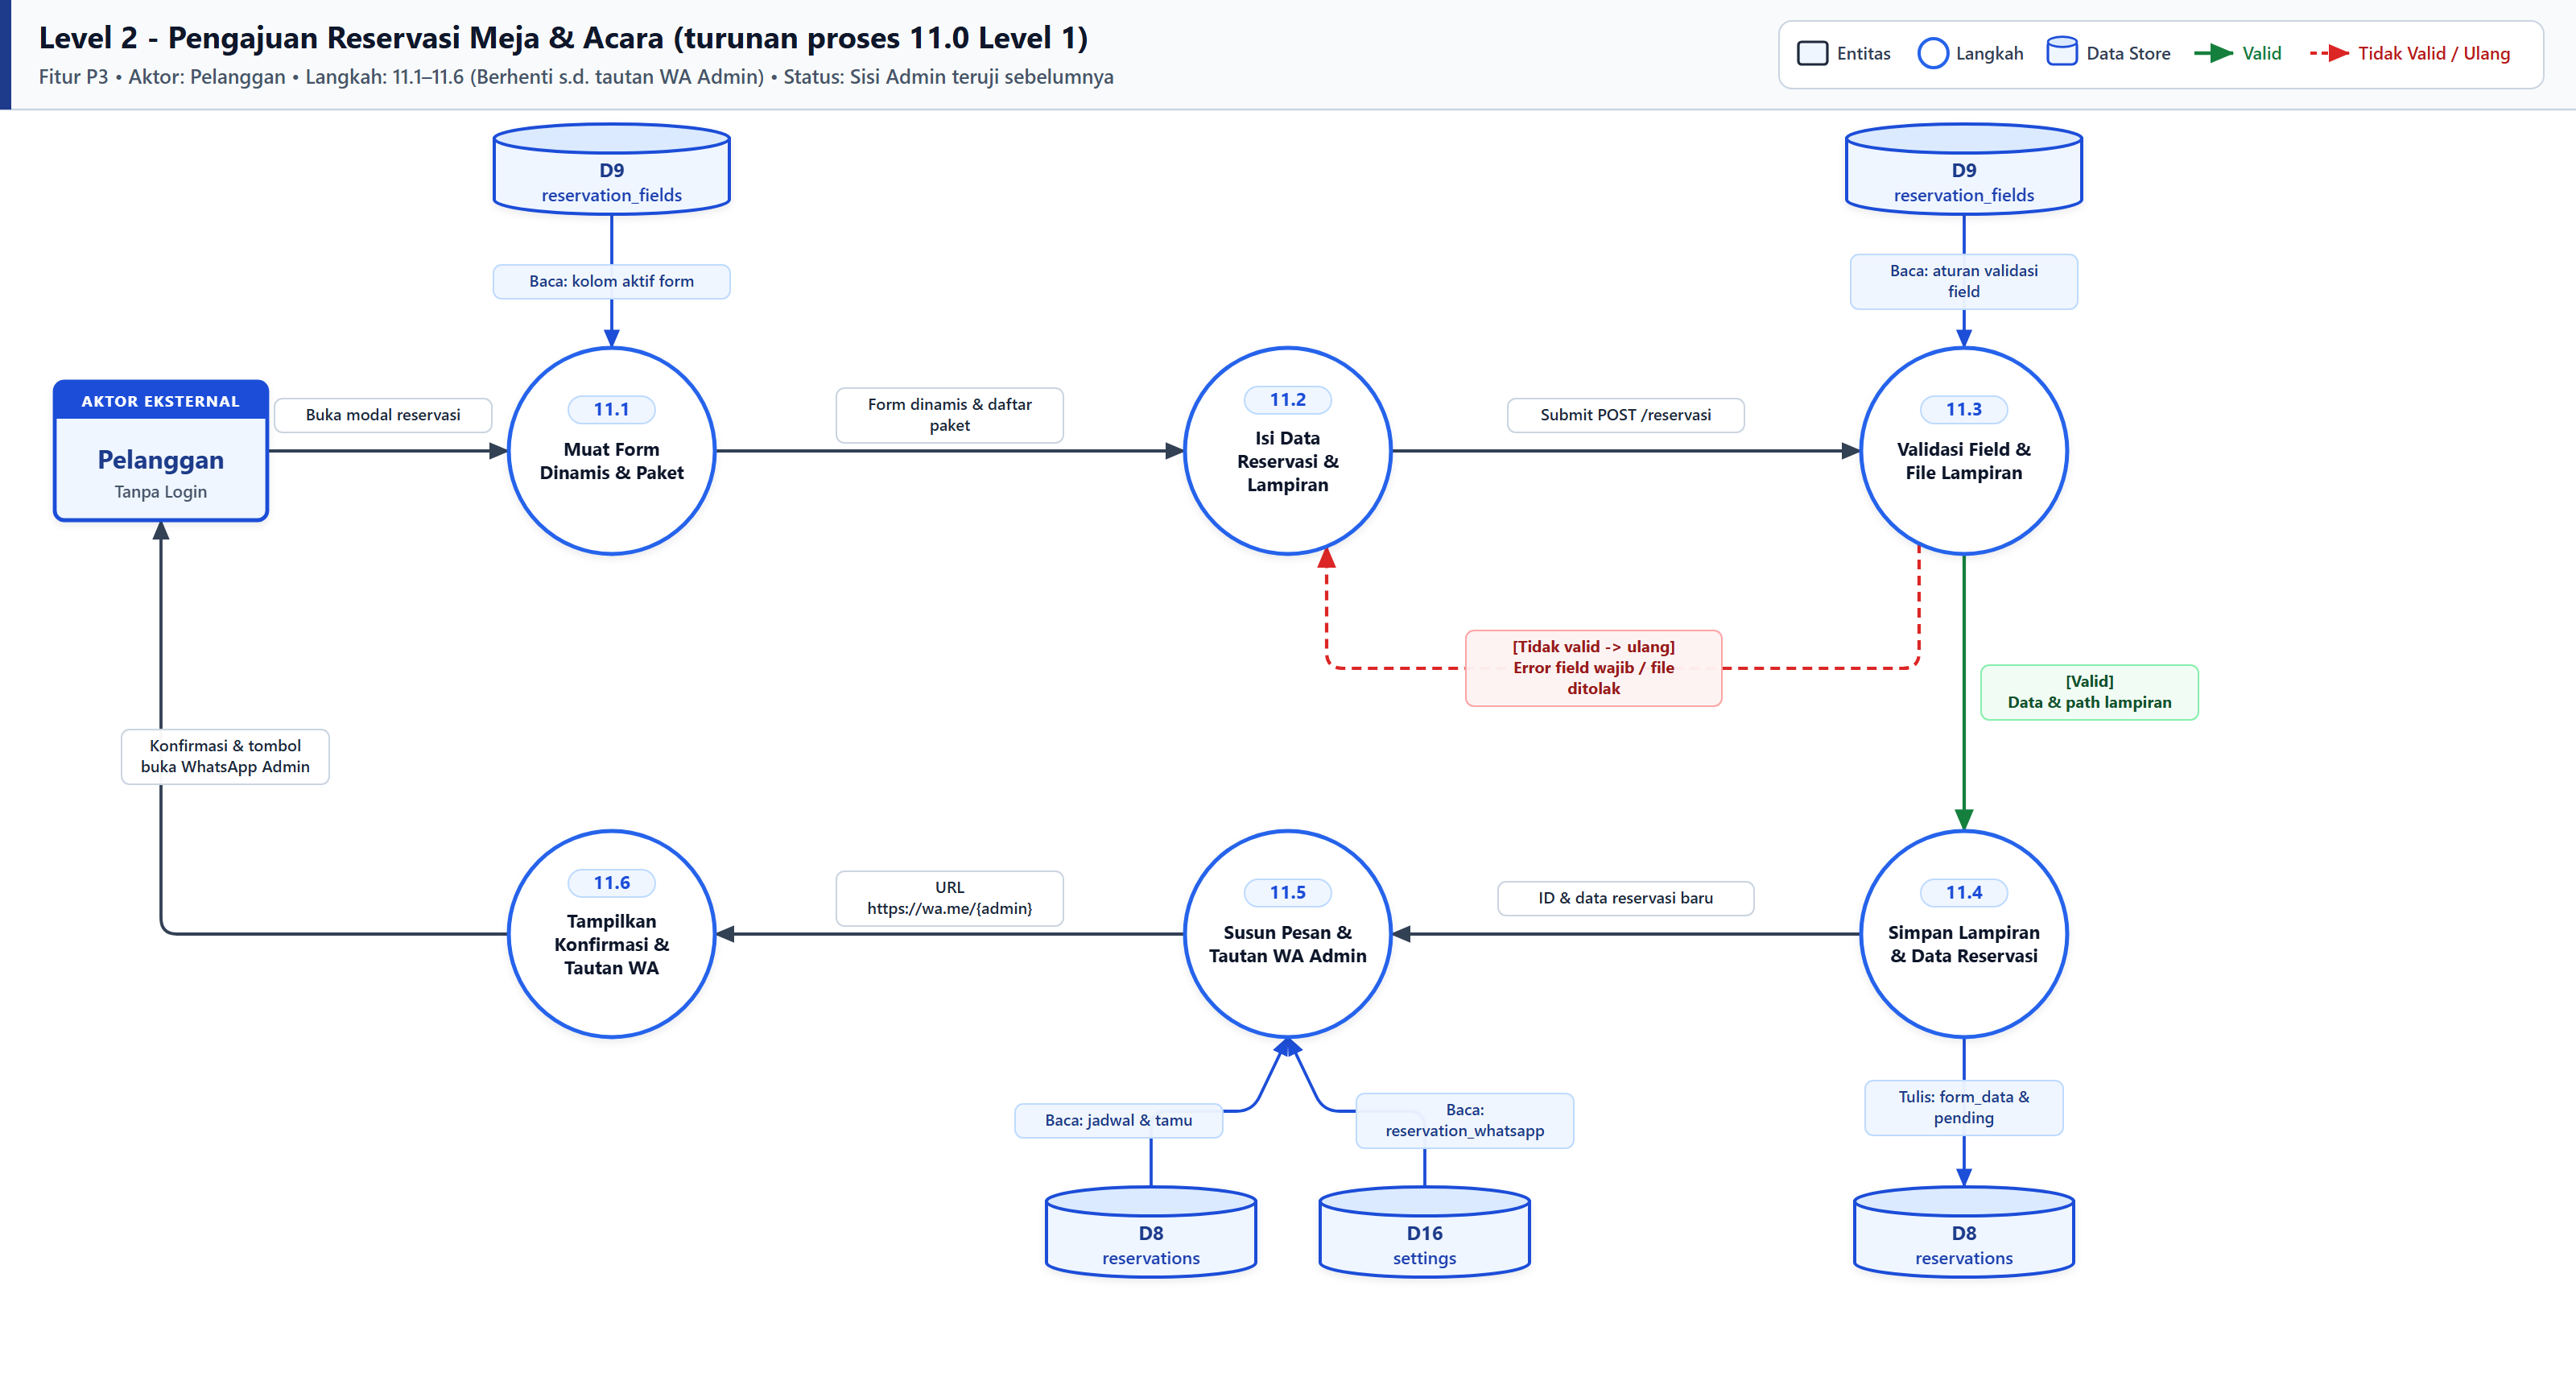 Level 2 - Pengajuan Reservasi Meja & Acara (turunan proses 11.0 Level 1)
Fitur P3 • Aktor: Pelanggan • Langkah: 11.1–11.6 (Berhenti s.d. tautan WA Admin) • Status: Sisi Admin teruji sebelumnya
Entitas
Langkah
Data Store
Valid
Tidak Valid / Ulang
D9
reservation_fields
D9
reservation_fields
Baca: kolom aktif form
Baca: aturan validasi
field
AKTOR EKSTERNAL
Pelanggan
Tanpa Login
Buka modal reservasi
11.1
Muat Form
Dinamis & Paket
Form dinamis & daftar
paket
11.2
Isi Data
Reservasi &
Lampiran
Submit POST /reservasi
11.3
Validasi Field &
File Lampiran
[Tidak valid -> ulang]
Error field wajib / file
ditolak
[Valid]
Data & path lampiran
Konfirmasi & tombol
buka WhatsApp Admin
11.6
Tampilkan
Konfirmasi &
Tautan WA
URL
https://wa.me/{admin}
11.5
Susun Pesan &
Tautan WA Admin
ID & data reservasi baru
11.4
Simpan Lampiran
& Data Reservasi
Baca: jadwal & tamu
Baca:
reservation_whatsapp
Tulis: form_data &
pending
D8
reservations
D16
settings
D8
reservations